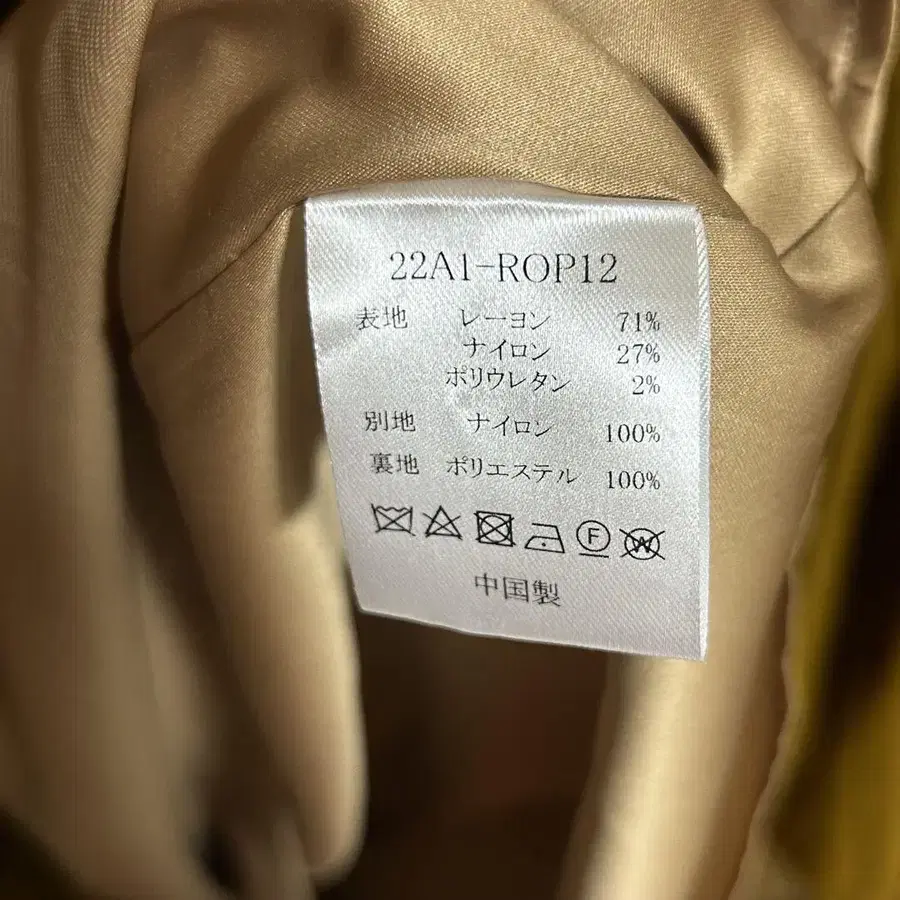 22A1-ROP12
表地 レーヨン 71%
ナイロン 27%
ポリウレタン 2%
別地 ナイロン 100%
裏地 ポリエステル 100%
F W
中国製